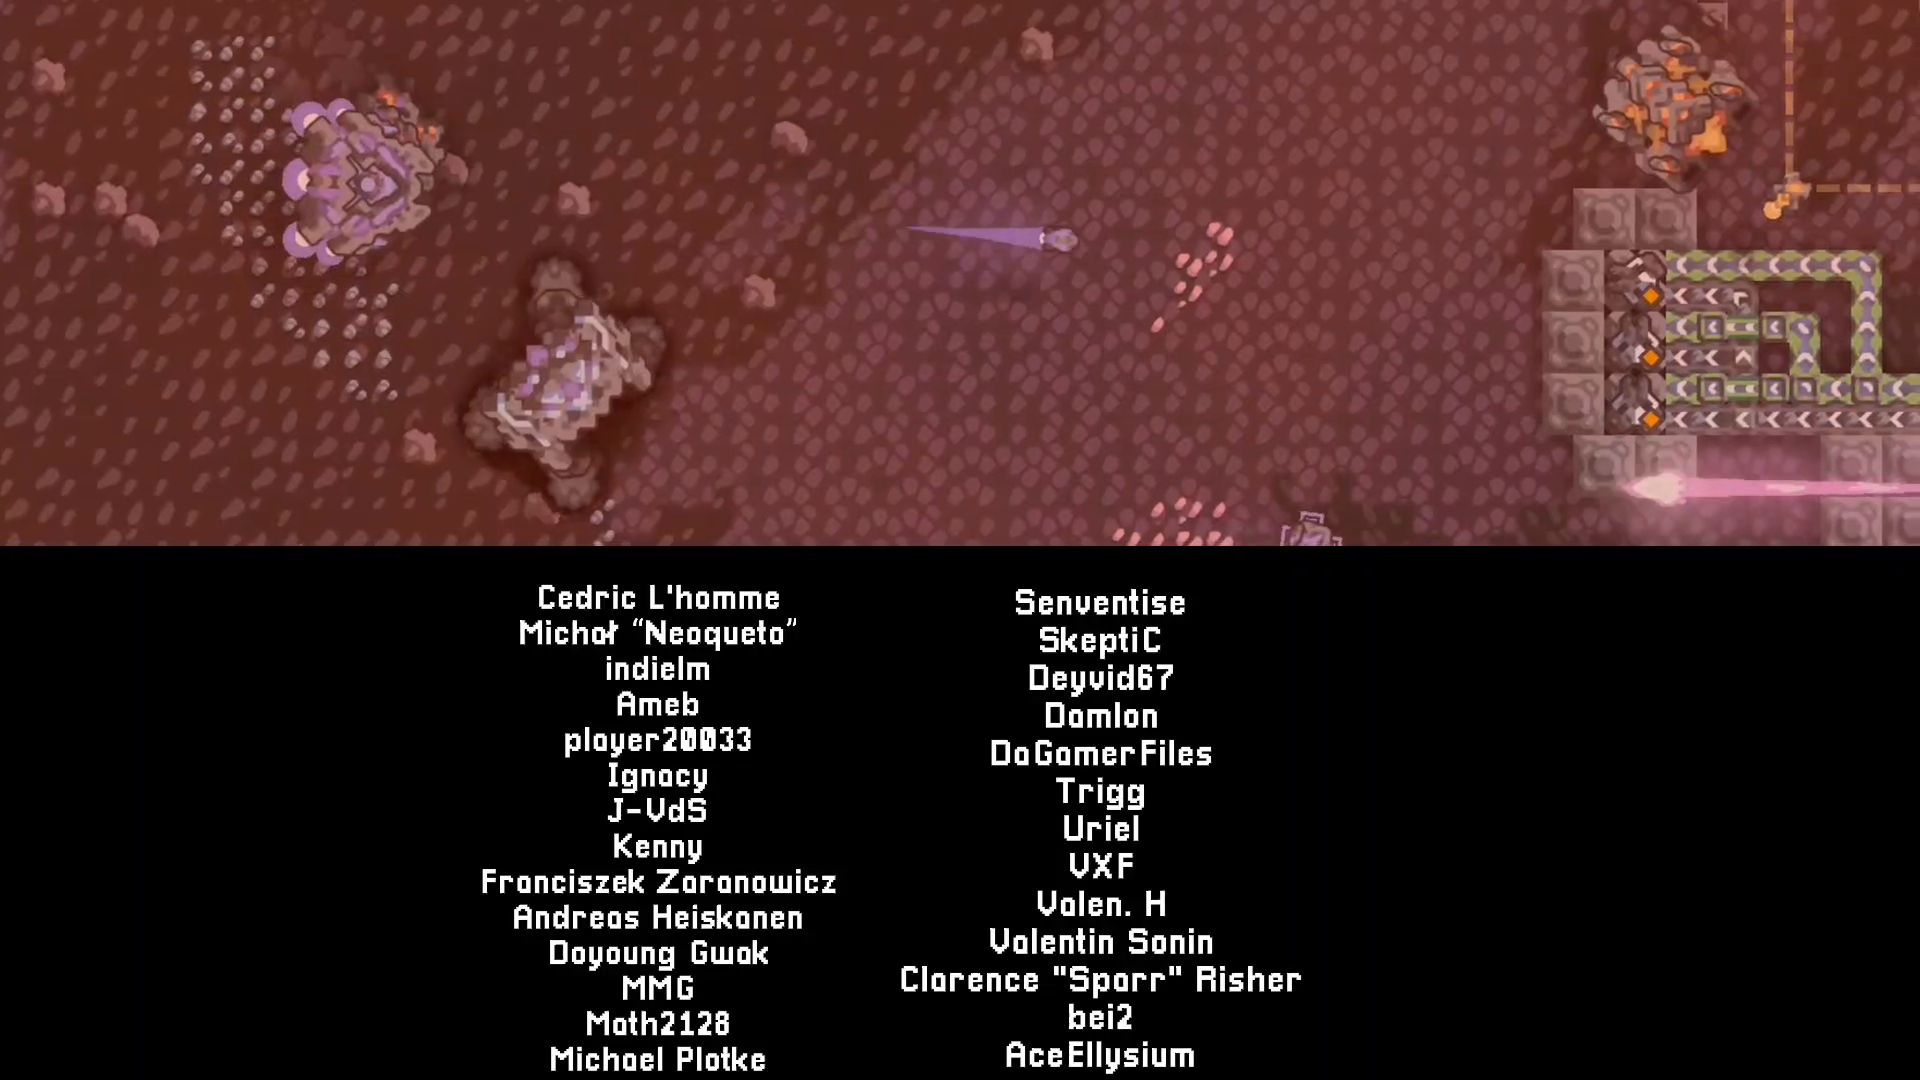 Cedric L'homme
Michał “Neoqueto”
indielm
Ameb
player20033
Ignacy
J-VdS
Kenny
Franciszek Zaranowicz
Andreas Heiskanen
Doyoung Gwak
MMG
Math2128
Michael Plotke
Senventise
SkeptiC
Deyvid67
Damlon
DaGamerFiles
Trigg
Uriel
VXF
Valen. H
Valentin Sonin
Clarence "Sparr" Risher
bei2
AceEllysium